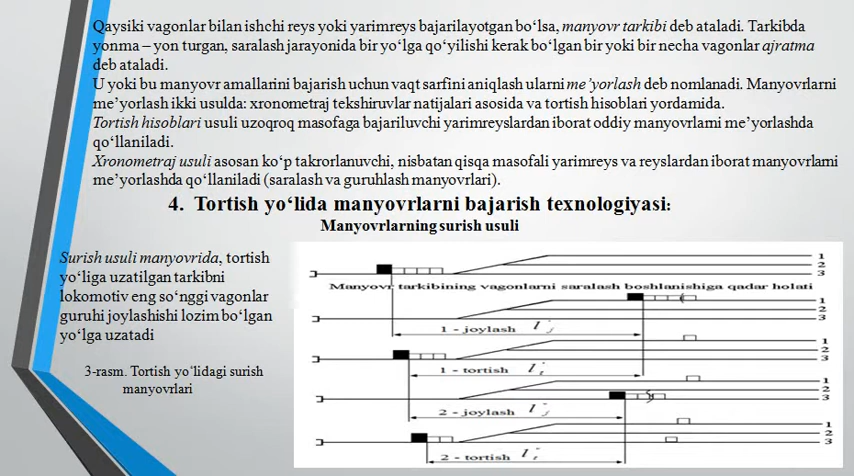 Qaysiki vagonlar bilan ishchi reys yoki yarimreys bajarilayotgan bo‘lsa, manyovr tarkibi deb ataladi. Tarkibda
yonma – yon turgan, saralash jarayonida bir yo‘lga qo‘yilishi kerak bo‘lgan bir yoki bir necha vagonlar ajratma
deb ataladi.
U yoki bu manyovr amallarini bajarish uchun vaqt sarfini aniqlash ularni me’yorlash deb nomlanadi. Manyovrlarni
me’yorlash ikki usulda: xronometraj tekshiruvlar natijalari asosida va tortish hisoblari yordamida.
Tortish hisoblari usuli uzoqroq masofaga bajariluvchi yarimreyslardan iborat oddiy manyovrlarni me’yorlashda
qo‘llaniladi.
Xronometraj usuli asosan ko‘p takrorlanuvchi, nisbatan qisqa masofali yarimreys va reyslardan iborat manyovrlarni
me’yorlashda qo‘llaniladi (saralash va guruhlash manyovrlari).
4. Tortish yo‘lida manyovrlarni bajarish texnologiyasi:
Manyovrlarning surish usuli
Surish usuli manyovrida, tortish
yo‘liga uzatilgan tarkibni
lokomotiv eng so‘nggi vagonlar
guruhi joylashishi lozim bo‘lgan
yo‘lga uzatadi
3-rasm. Tortish yo‘lidagi surish
manyovrlari
1
2
3
Manyovr tarkibining vagonlarni saralash boshlanishiga qadar holati
1
2
3
1 - joylash l
1
2
3
1 - tortish l
1
2
3
2 - joylash l
1
2
3
2 - tortish l